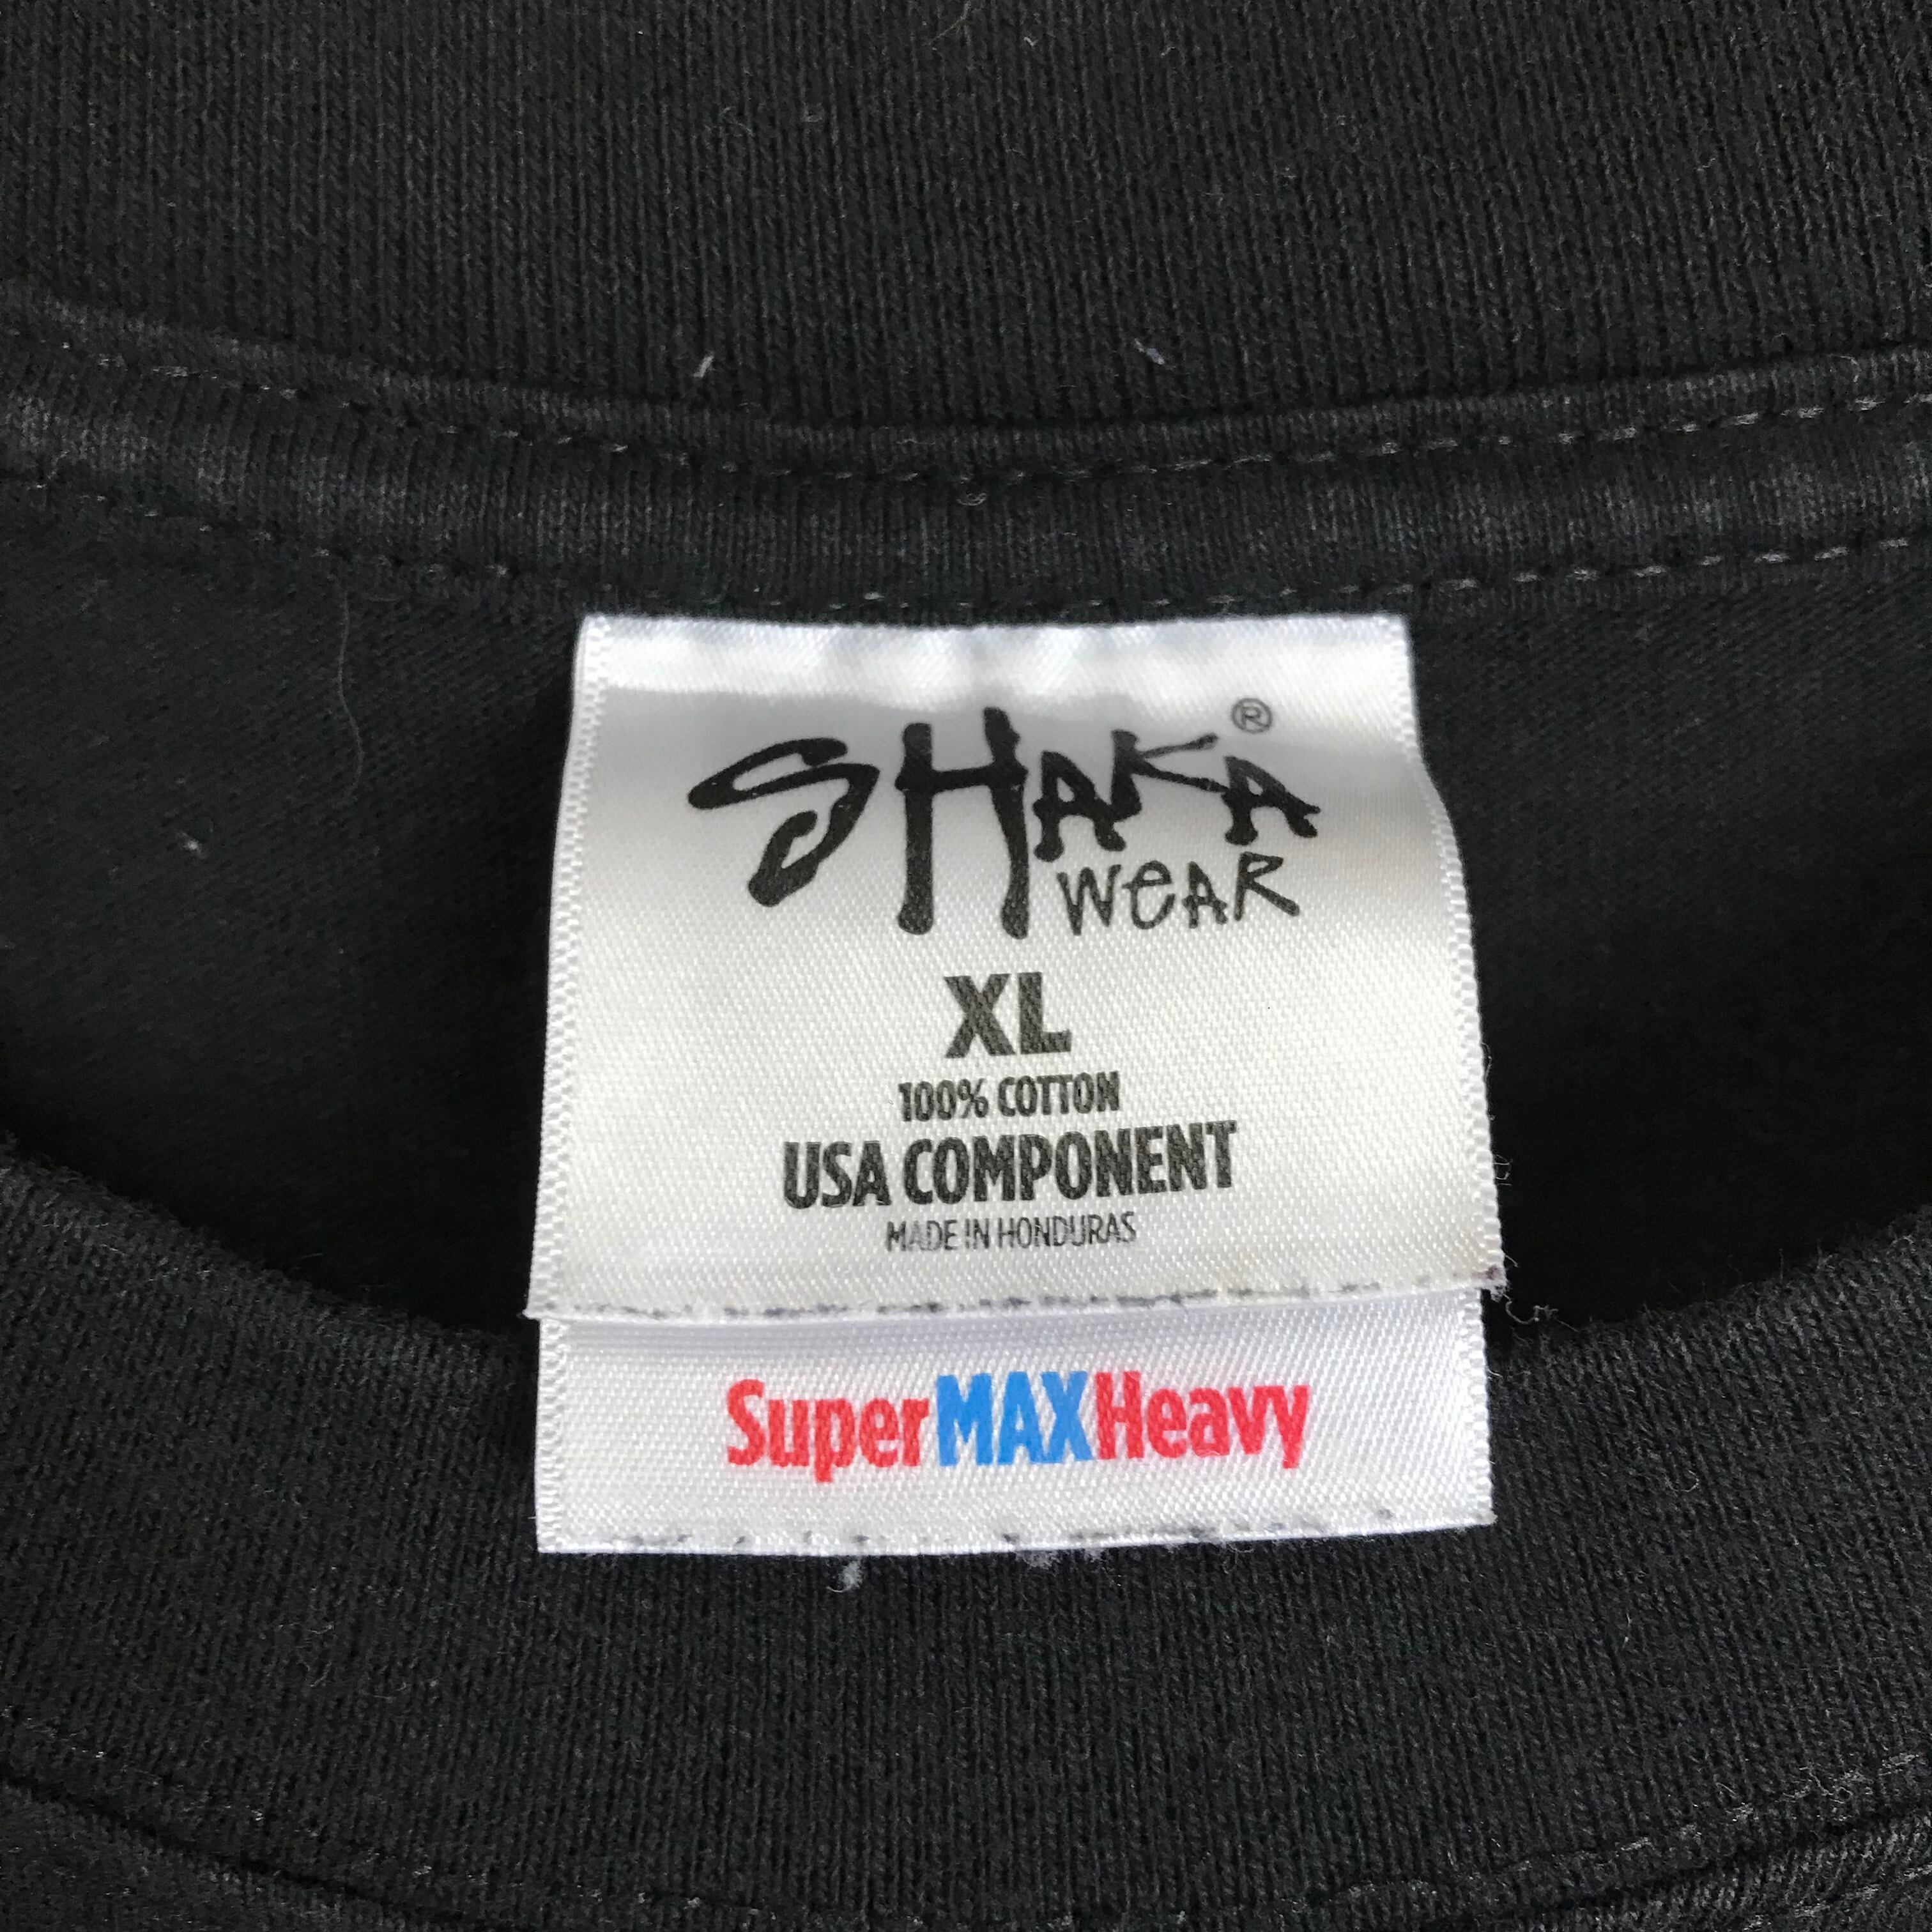 SHAKA®
WEAR
XL
100% COTTON
USA COMPONENT
MADE IN HONDURAS
SuperMAXHeavy